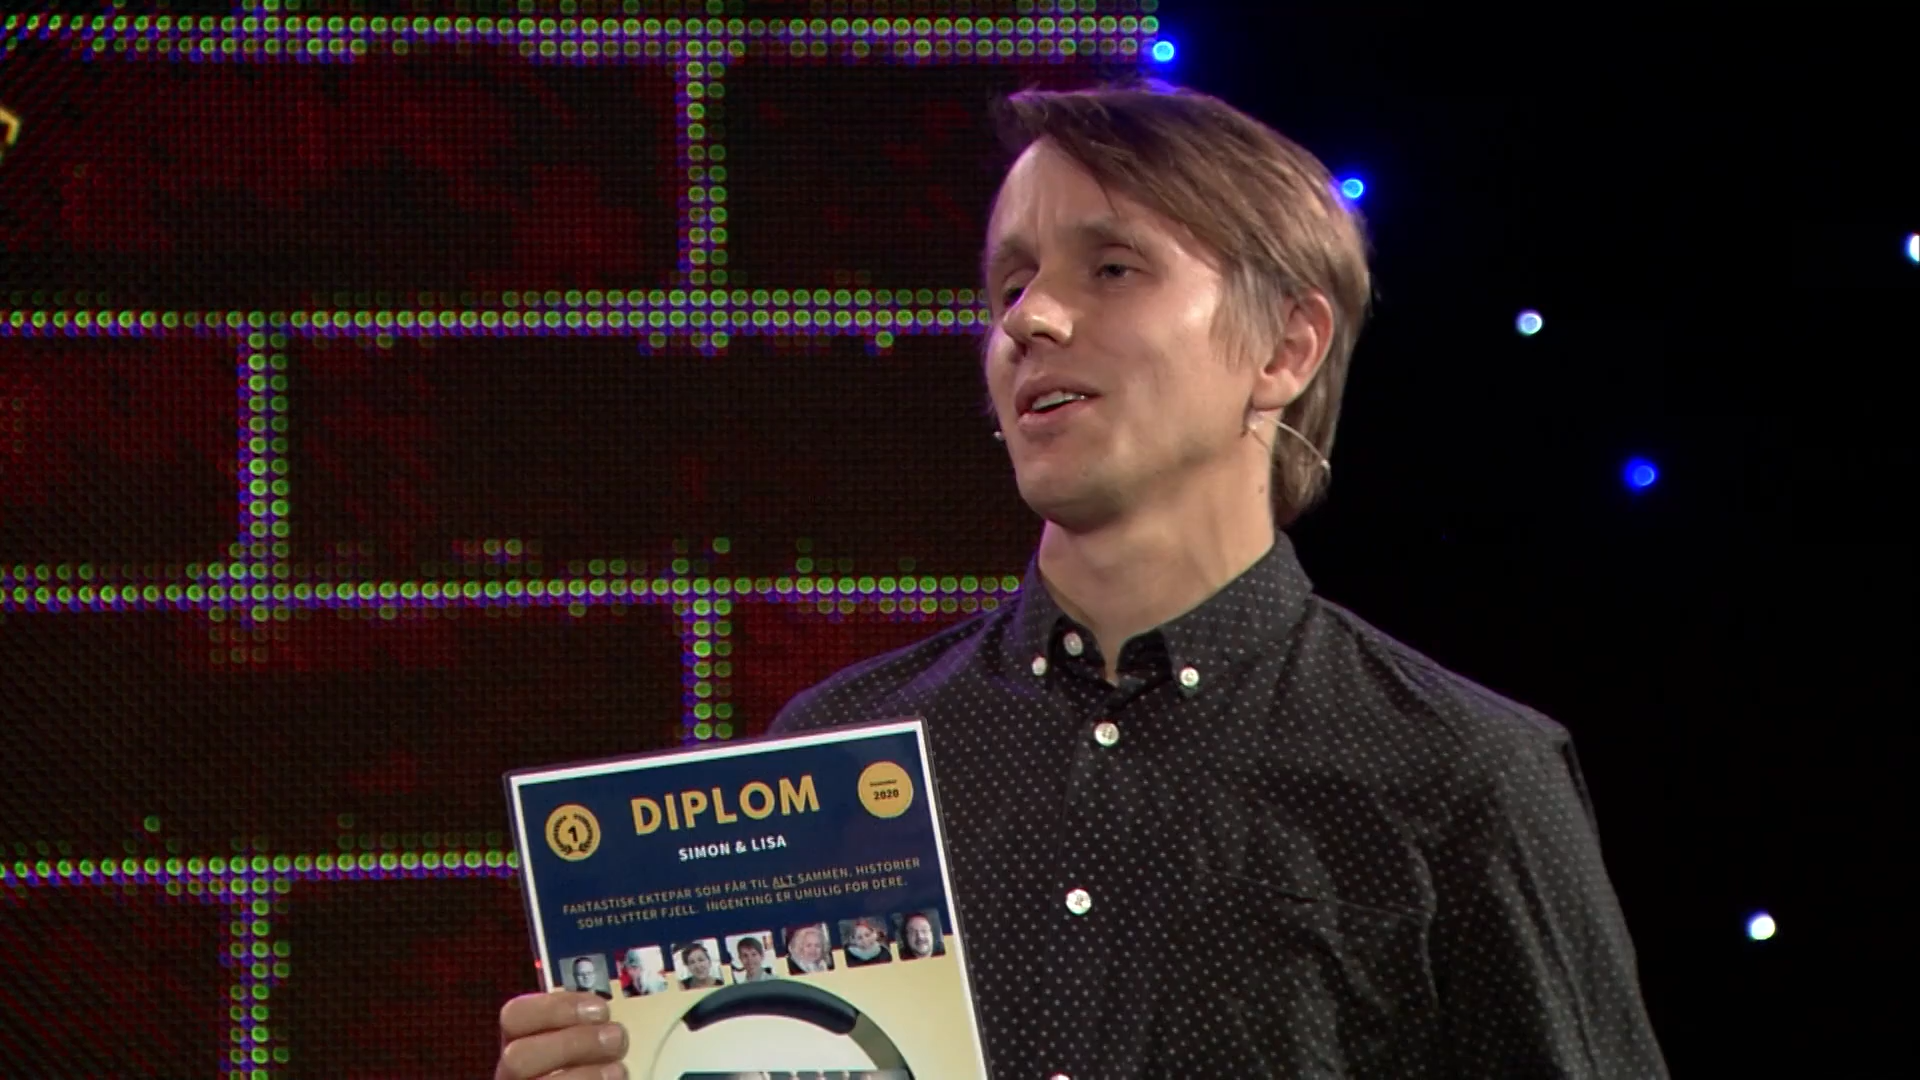 DIPLOM
1
2020
SIMON & LISA
FANTASTISK EKTEPAR SOM FÅR TIL ALT SAMMEN. HISTORIER
SOM FLYTTER FJELL. INGENTING ER UMULIG FOR DERE.